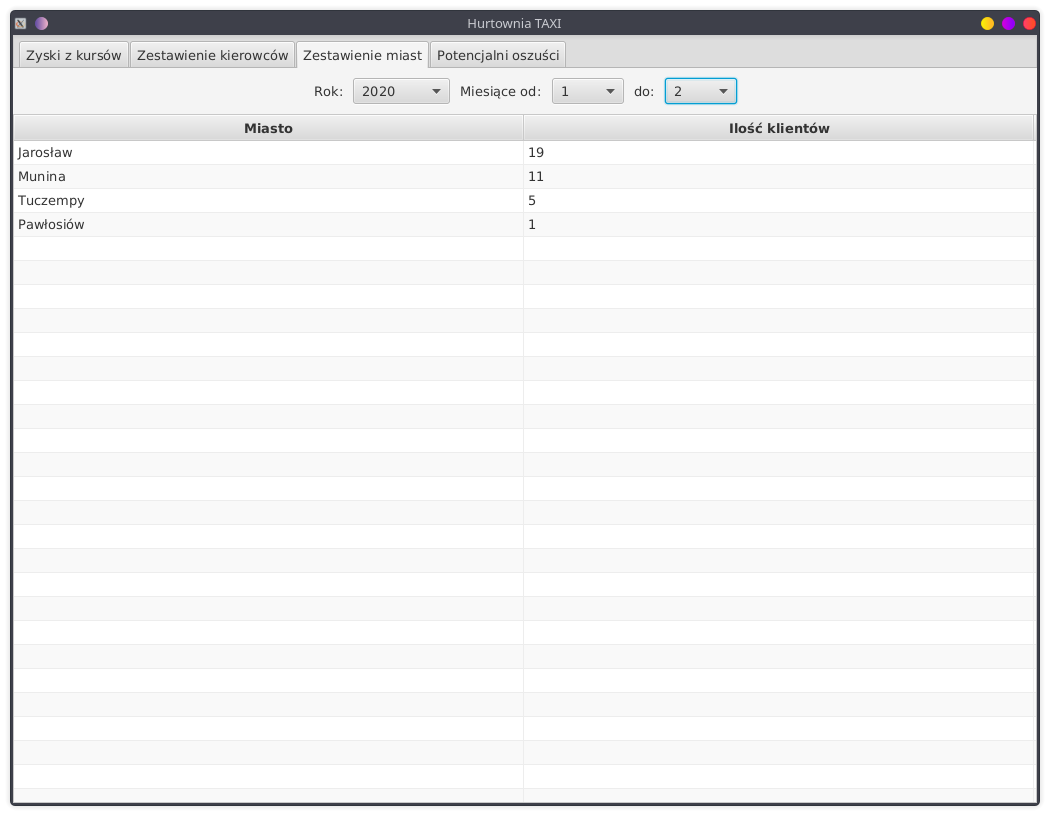 Hurtownia TAXI
Zyski z kursów Zestawienie kierowców Zestawienie miast Potencjalni oszuści
Rok: 2020 Miesiące od: 1 do: 2
Miasto Ilość klientów
Jarosław 19
Munina 11
Tuczempy 5
Pawłosiów 1